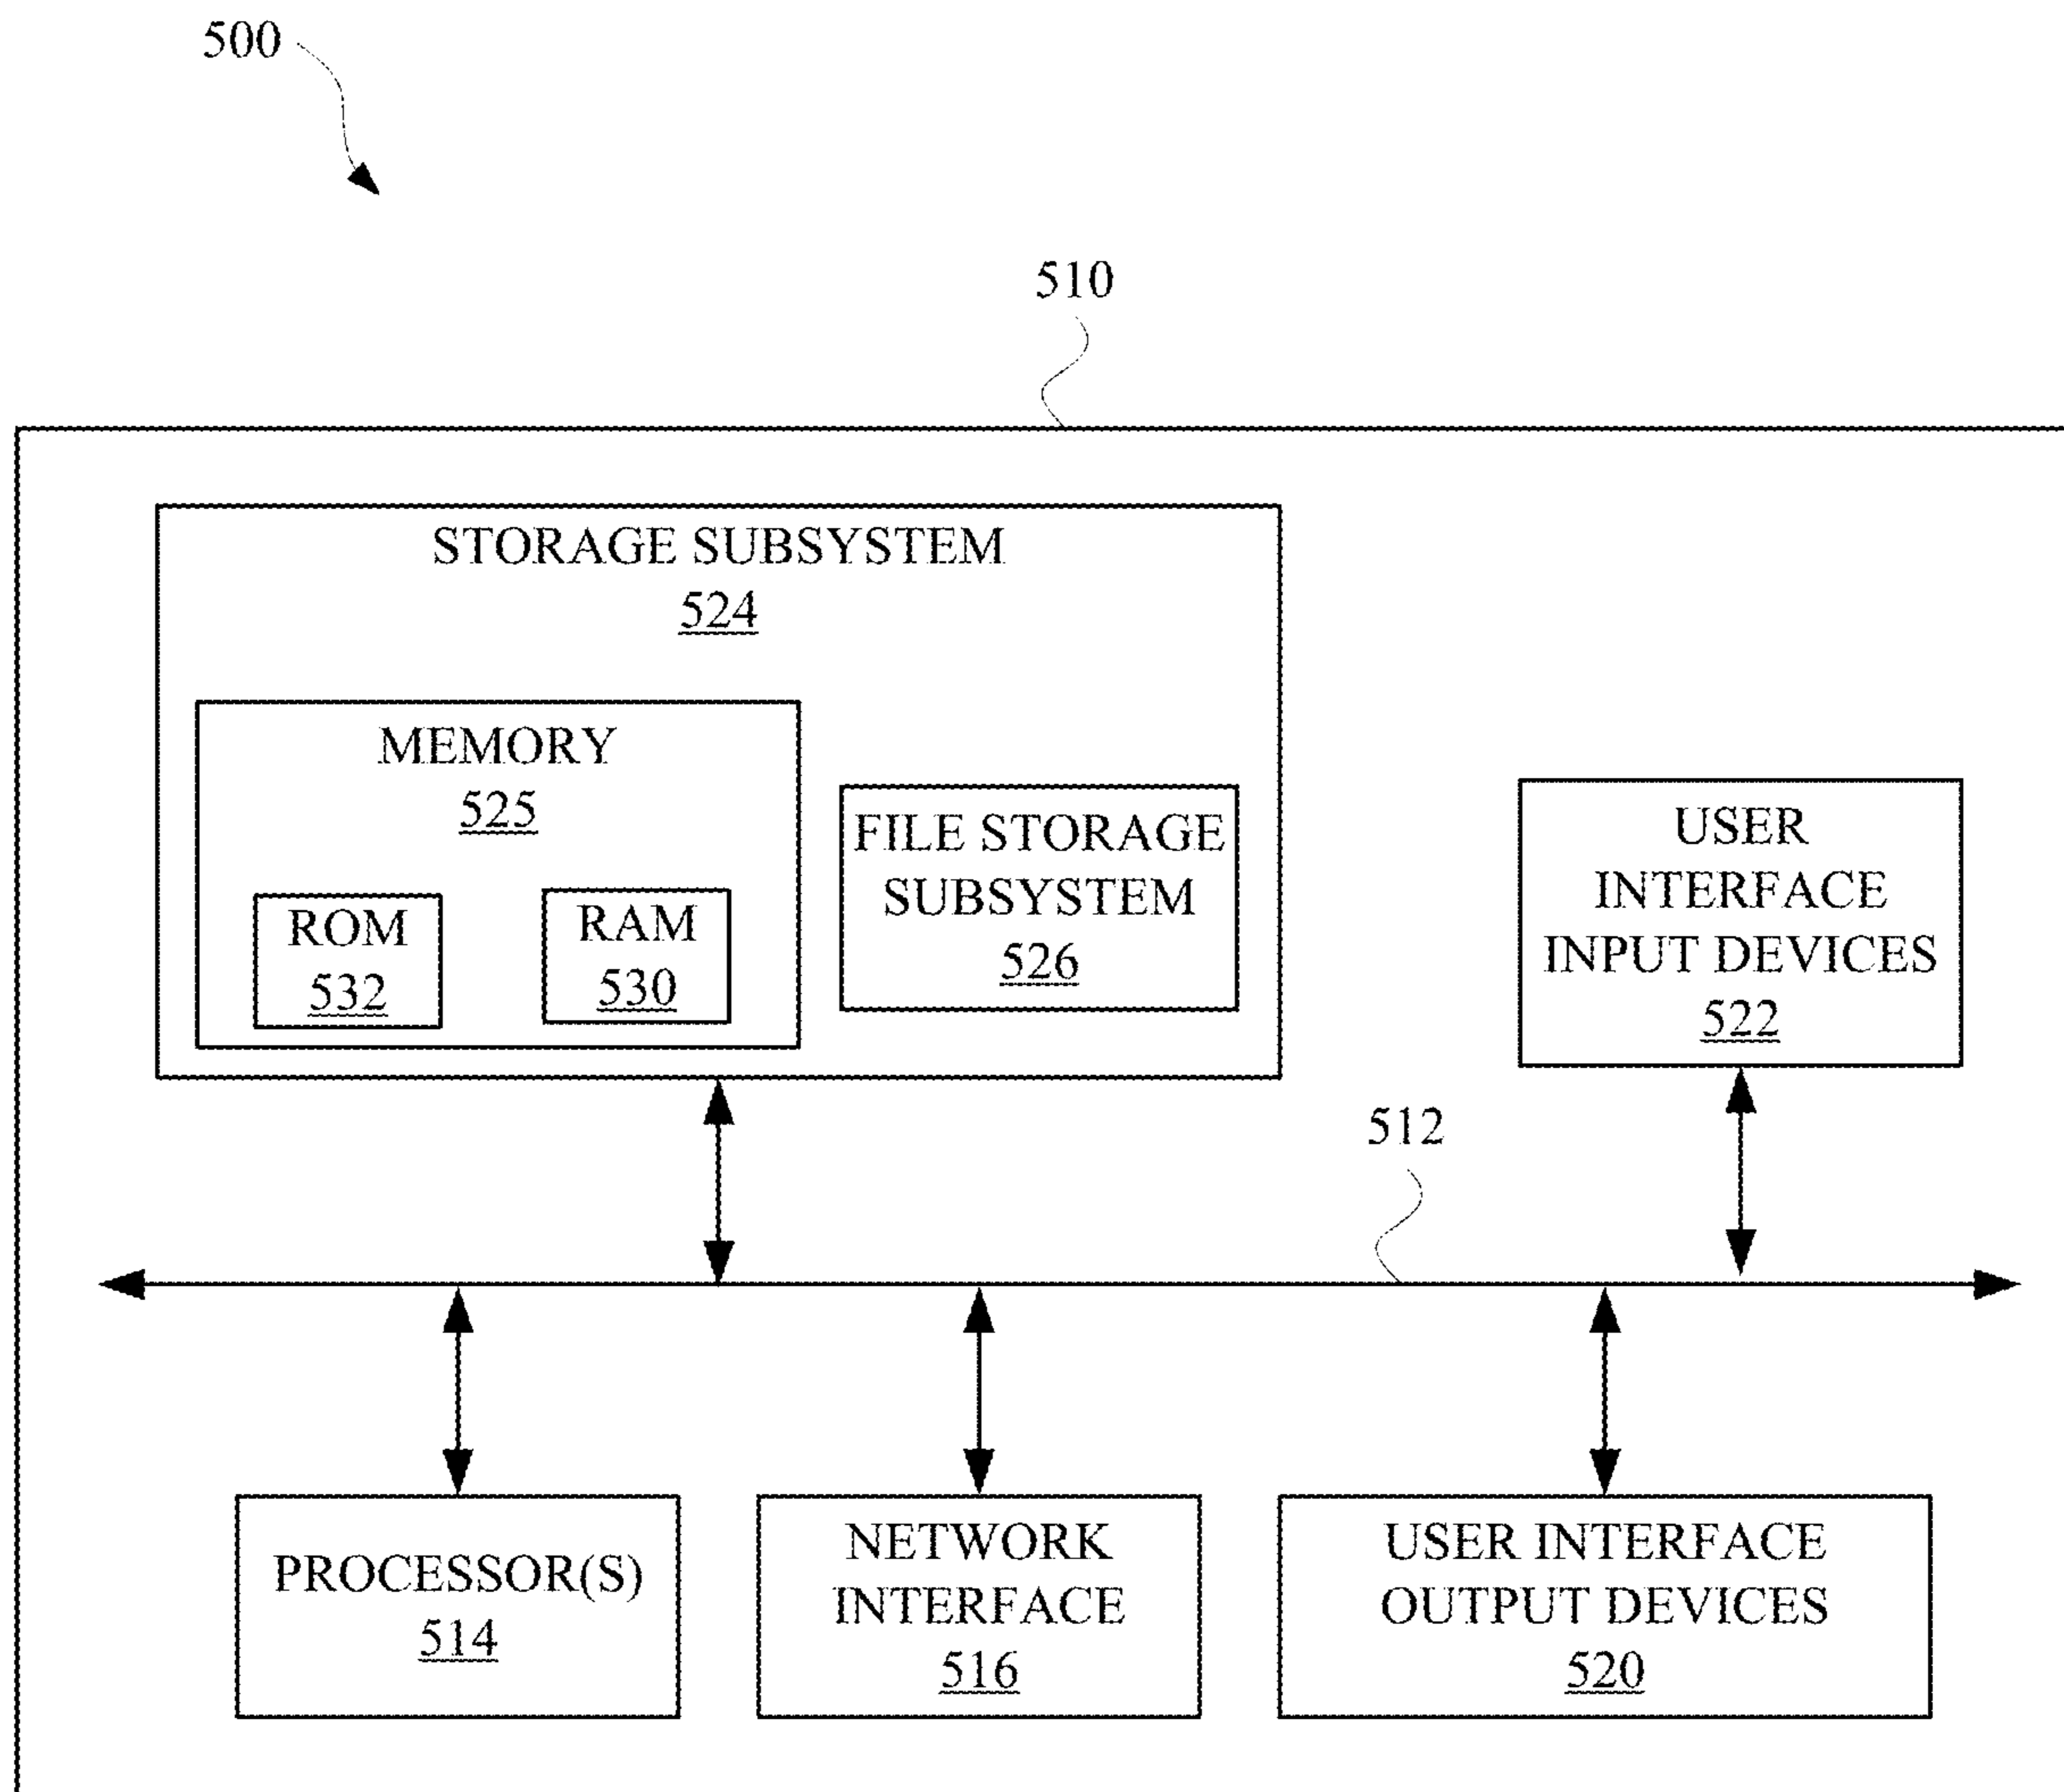 500
510
STORAGE SUBSYSTEM
524
MEMORY
525
ROM
532
RAM
530
FILE STORAGE
SUBSYSTEM
526
USER
INTERFACE
INPUT DEVICES
522
512
PROCESSOR(S)
514
NETWORK
INTERFACE
516
USER INTERFACE
OUTPUT DEVICES
520